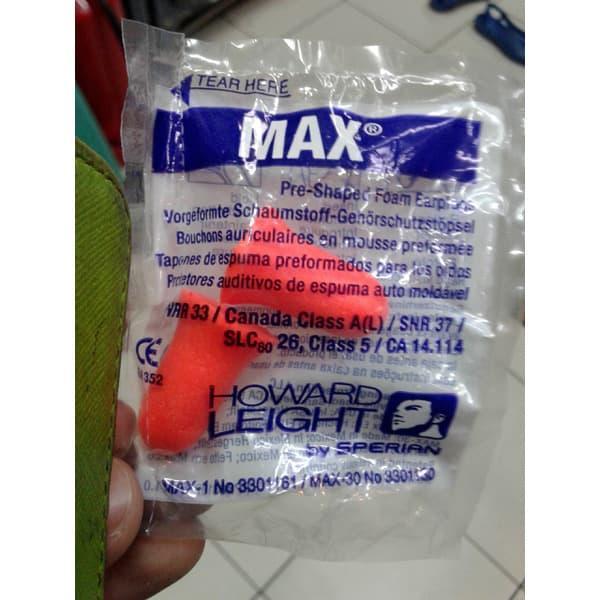 TEAR HERE
MAX®
Pre-Shaped Foam Earplugs
Vorgeformte Schaumstoff-Gehörschutzstöpsel
Bouchons auriculaires en mousse preformée
Tapones de espuma preformados para los oídos
Protetores auditivos de espuma auto moldável
NRR 33 / Canada Class A(L) / SNR 37 /
SLC80 26, Class 5 / CA 14.114
CE
352
HOWARD
LEIGHT
by SPERIAN
MAX-1 No 3301161 / MAX-30 No 3301130